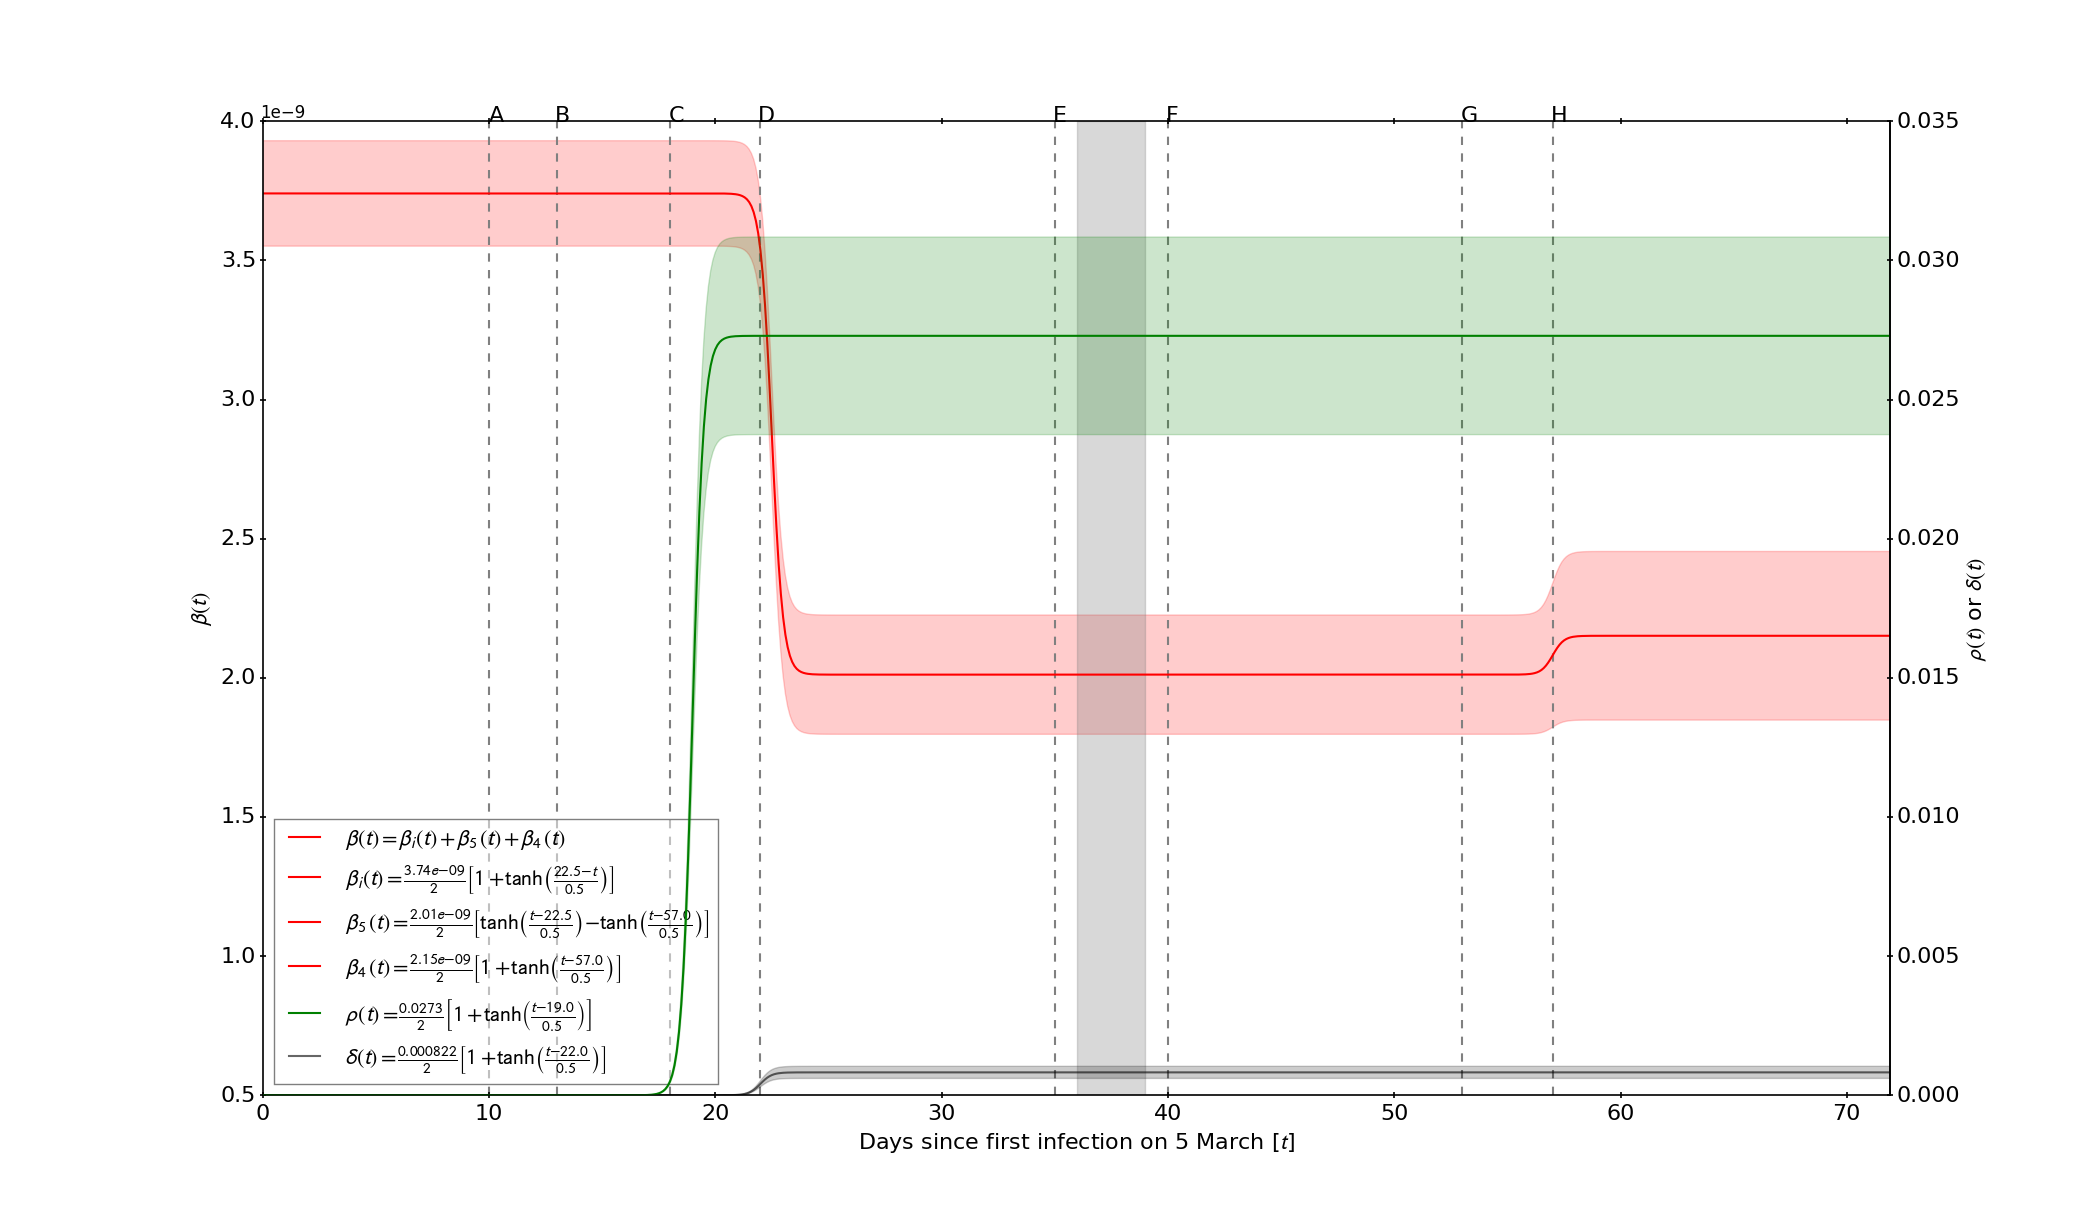 1e−9
A B C D E F G H
4.0
3.5
3.0
2.5
2.0
1.5
1.0
0.5
β(t)
0.035
0.030
0.025
0.020
0.015
0.010
0.005
0.000
ρ(t) or δ(t)
β(t)=β_i(t)+β_5(t)+β_4(t)
β_i(t)=3.74e−09/2[1+tanh((22.5−t)/0.5)]
β_5(t)=2.01e−09/2[tanh((t−22.5)/0.5)−tanh((t−57.0)/0.5)]
β_4(t)=2.15e−09/2[1+tanh((t−57.0)/0.5)]
ρ(t)=0.0273/2[1+tanh((t−19.0)/0.5)]
δ(t)=0.000822/2[1+tanh((t−22.0)/0.5)]
0 10 20 30 40 50 60 70
Days since first infection on 5 March [t]